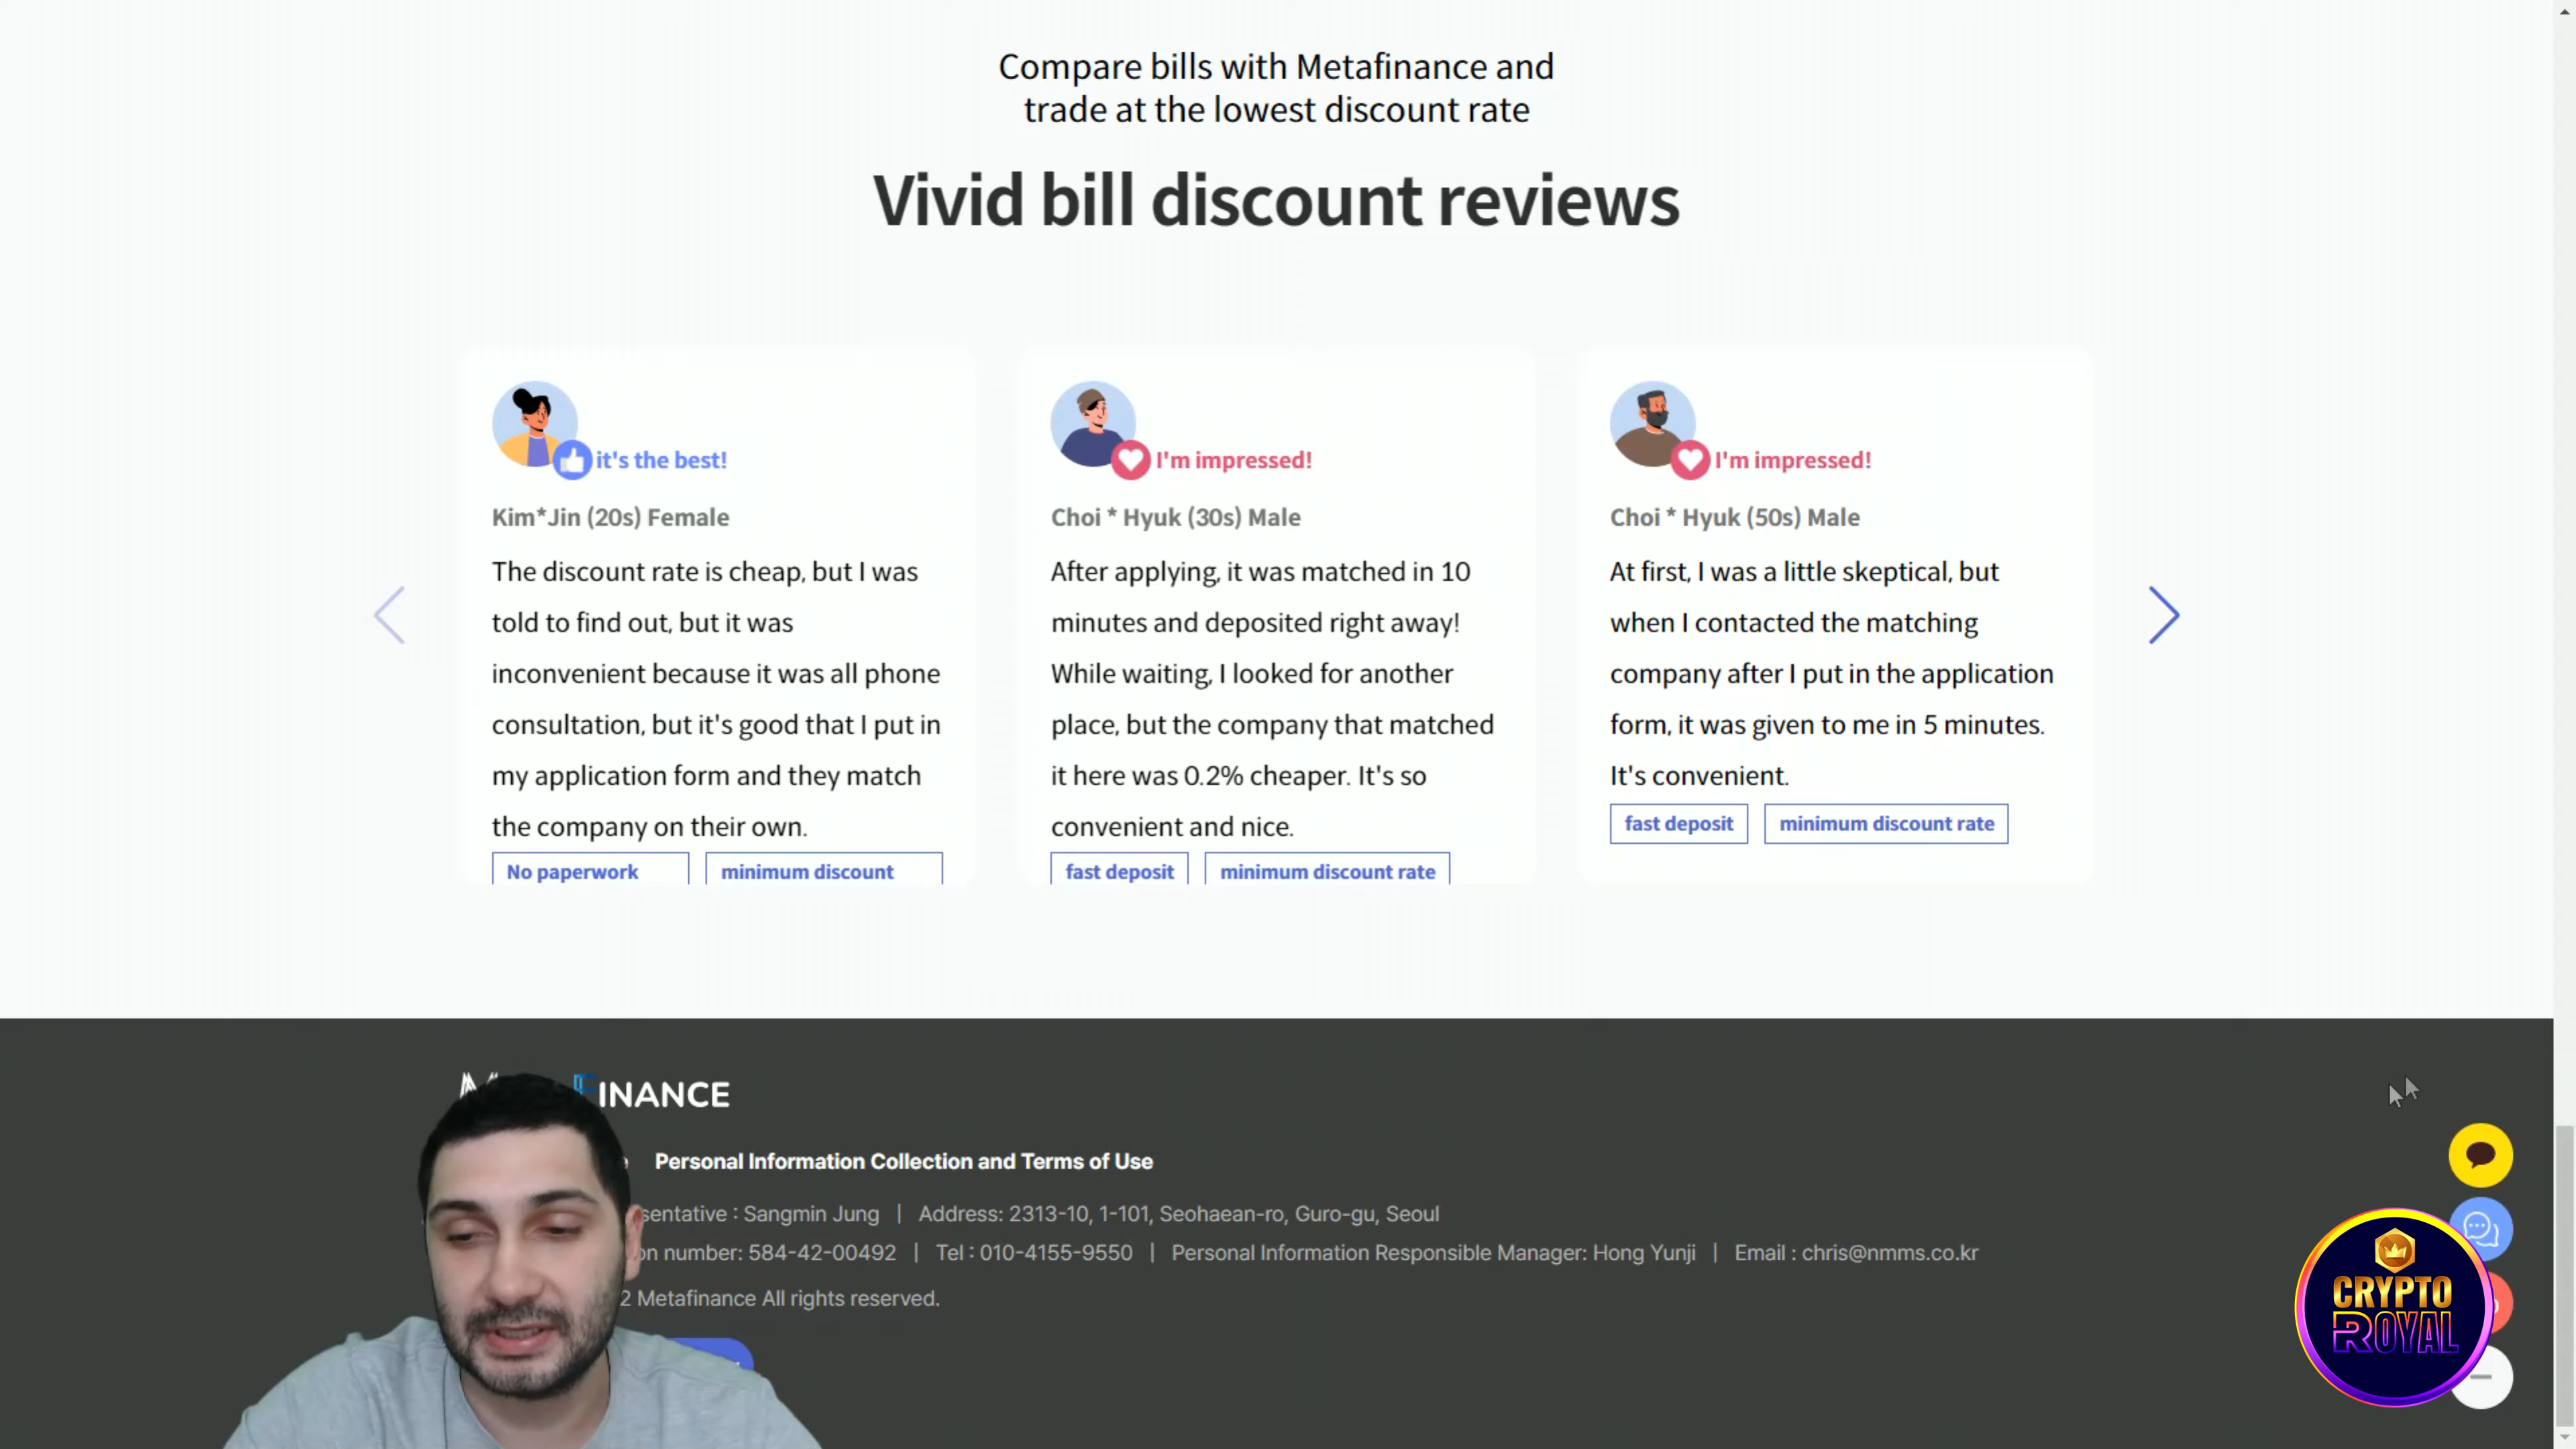 Compare bills with Metafinance and
trade at the lowest discount rate
Vivid bill discount reviews
it's the best!
Kim*Jin (20s) Female
The discount rate is cheap, but I was
told to find out, but it was
inconvenient because it was all phone
consultation, but it's good that I put in
my application form and they match
the company on their own.
No paperwork
minimum discount
I'm impressed!
Choi * Hyuk (30s) Male
After applying, it was matched in 10
minutes and deposited right away!
While waiting, I looked for another
place, but the company that matched
it here was 0.2% cheaper. It's so
convenient and nice.
fast deposit
minimum discount rate
I'm impressed!
Choi * Hyuk (50s) Male
At first, I was a little skeptical, but
when I contacted the matching
company after I put in the application
form, it was given to me in 5 minutes.
It's convenient.
fast deposit
minimum discount rate
FINANCE
Personal Information Collection and Terms of Use
: Sangmin Jung | Address: 2313-10, 1-101, Seohaean-ro, Guro-gu, Seoul
number: 584-42-00492 | Tel : 010-4155-9550 | Personal Information Responsible Manager: Hong Yunji | Email : chris@nmms.co.kr
Metafinance All rights reserved.
CRYPTO
ROYAL